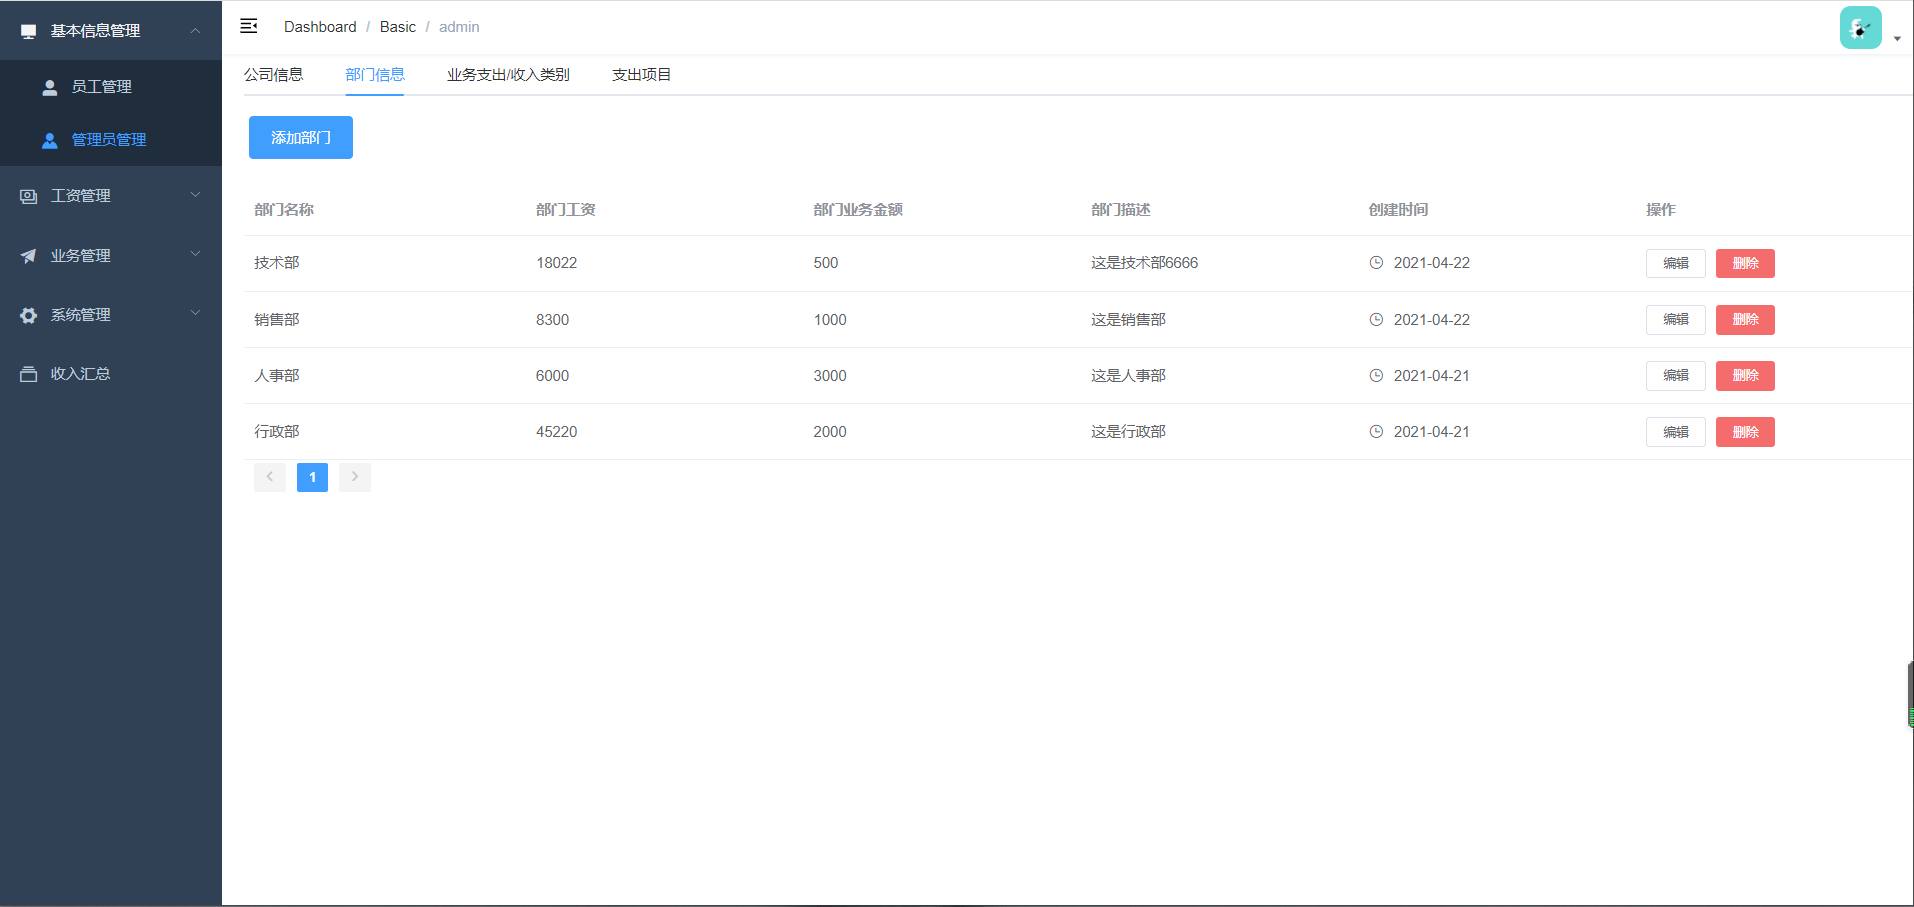 基本信息管理
员工管理
管理员管理
工资管理
业务管理
系统管理
收入汇总
Dashboard / Basic / admin
公司信息 部门信息 业务支出/收入类别 支出项目
添加部门
部门名称 部门工资 部门业务金额 部门描述 创建时间 操作
技术部 18022 500 这是技术部6666 2021-04-22 编辑 删除
销售部 8300 1000 这是销售部 2021-04-22 编辑 删除
人事部 6000 3000 这是人事部 2021-04-21 编辑 删除
行政部 45220 2000 这是行政部 2021-04-21 编辑 删除
1